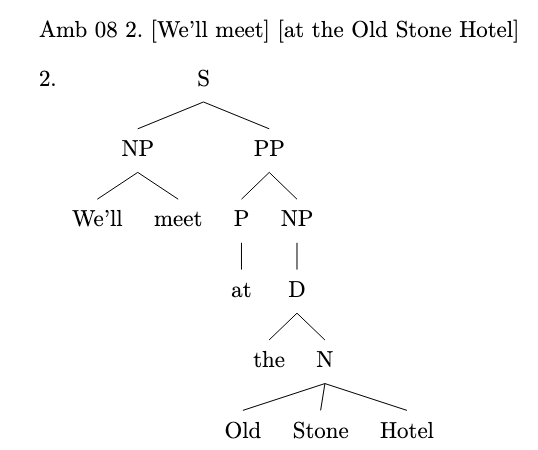 Amb 08 2. [We’ll meet] [at the Old Stone Hotel]
2. S
NP PP
We’ll meet P NP
at D
the N
Old Stone Hotel